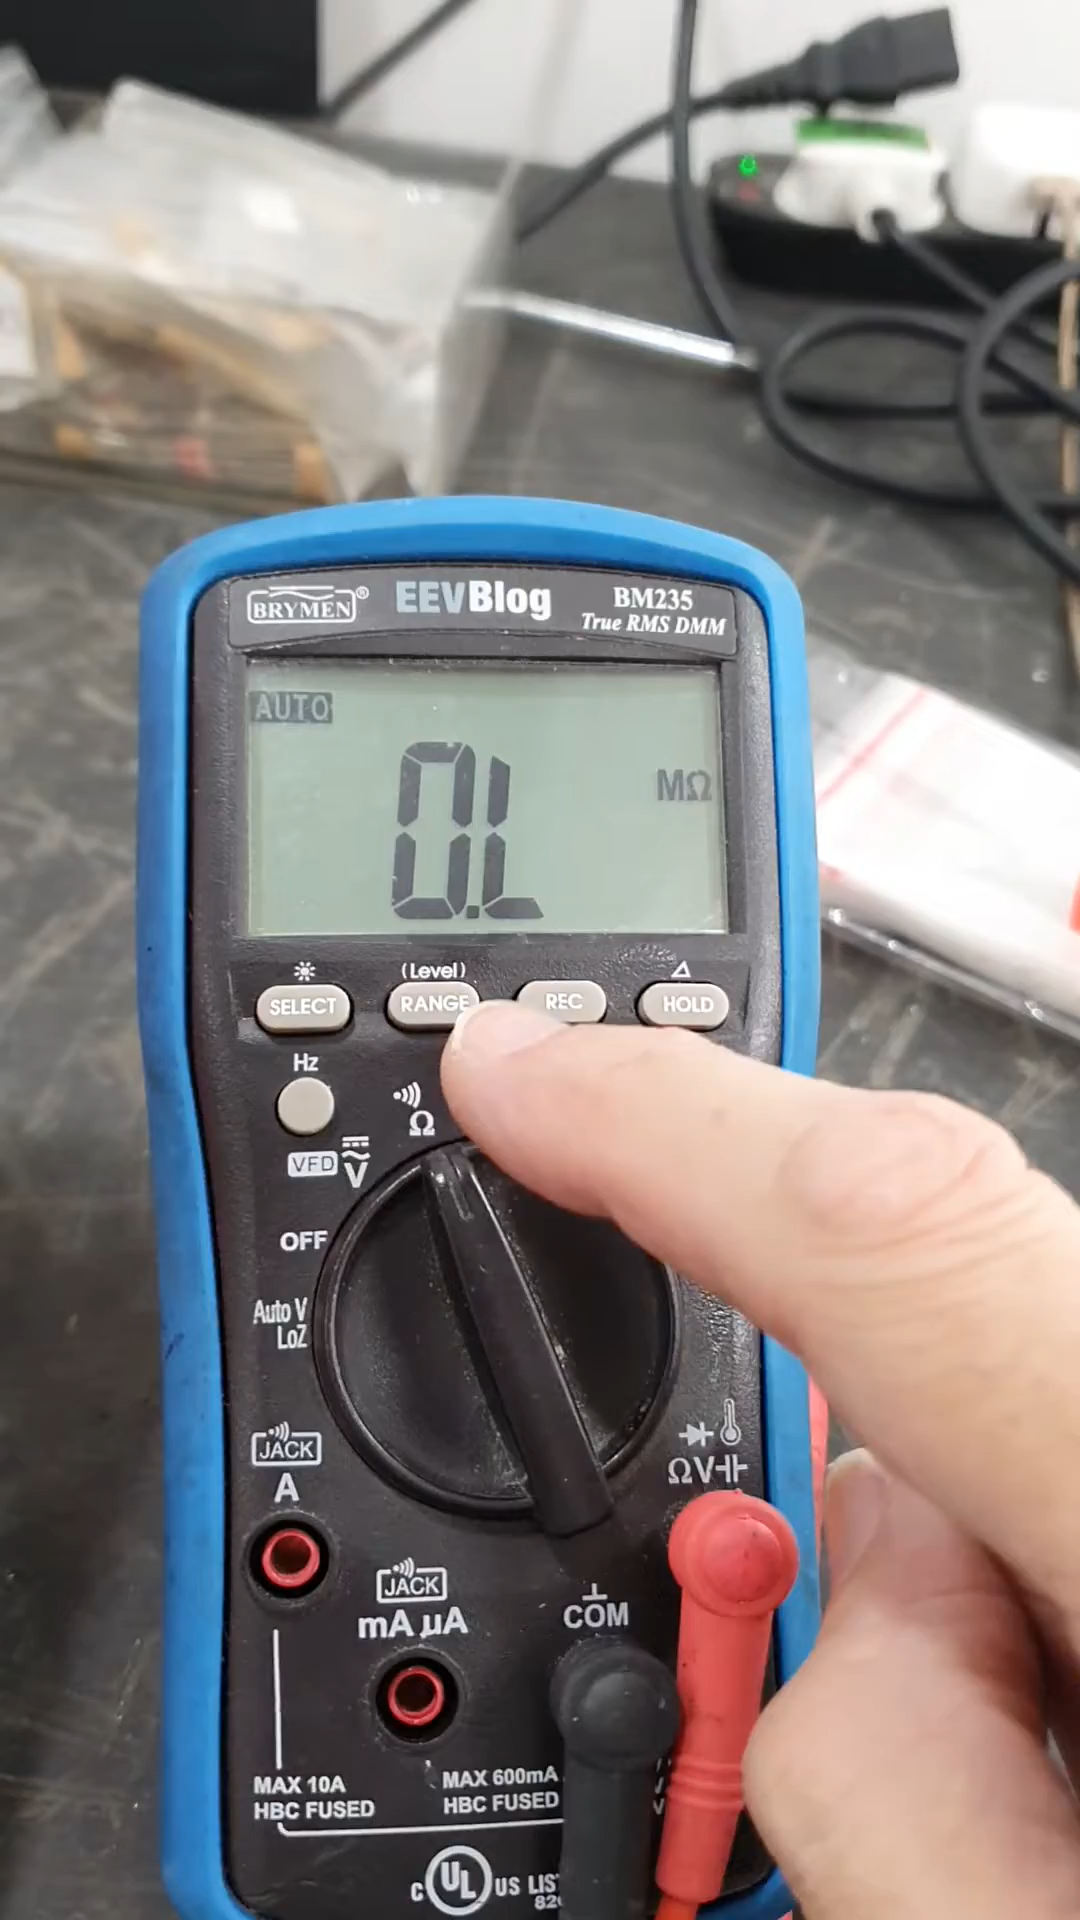 BRYMEN® EEVBlog BM235
True RMS DMM
AUTO
0.L MΩ
(Level) Δ
SELECT RANGE REC HOLD
Hz
Ω
VFD V
OFF
Auto V
LoZ
JACK
A
ΩV
JACK
mA µA
COM
MAX 10A
HBC FUSED
MAX 600mA
HBC FUSED
C UL US